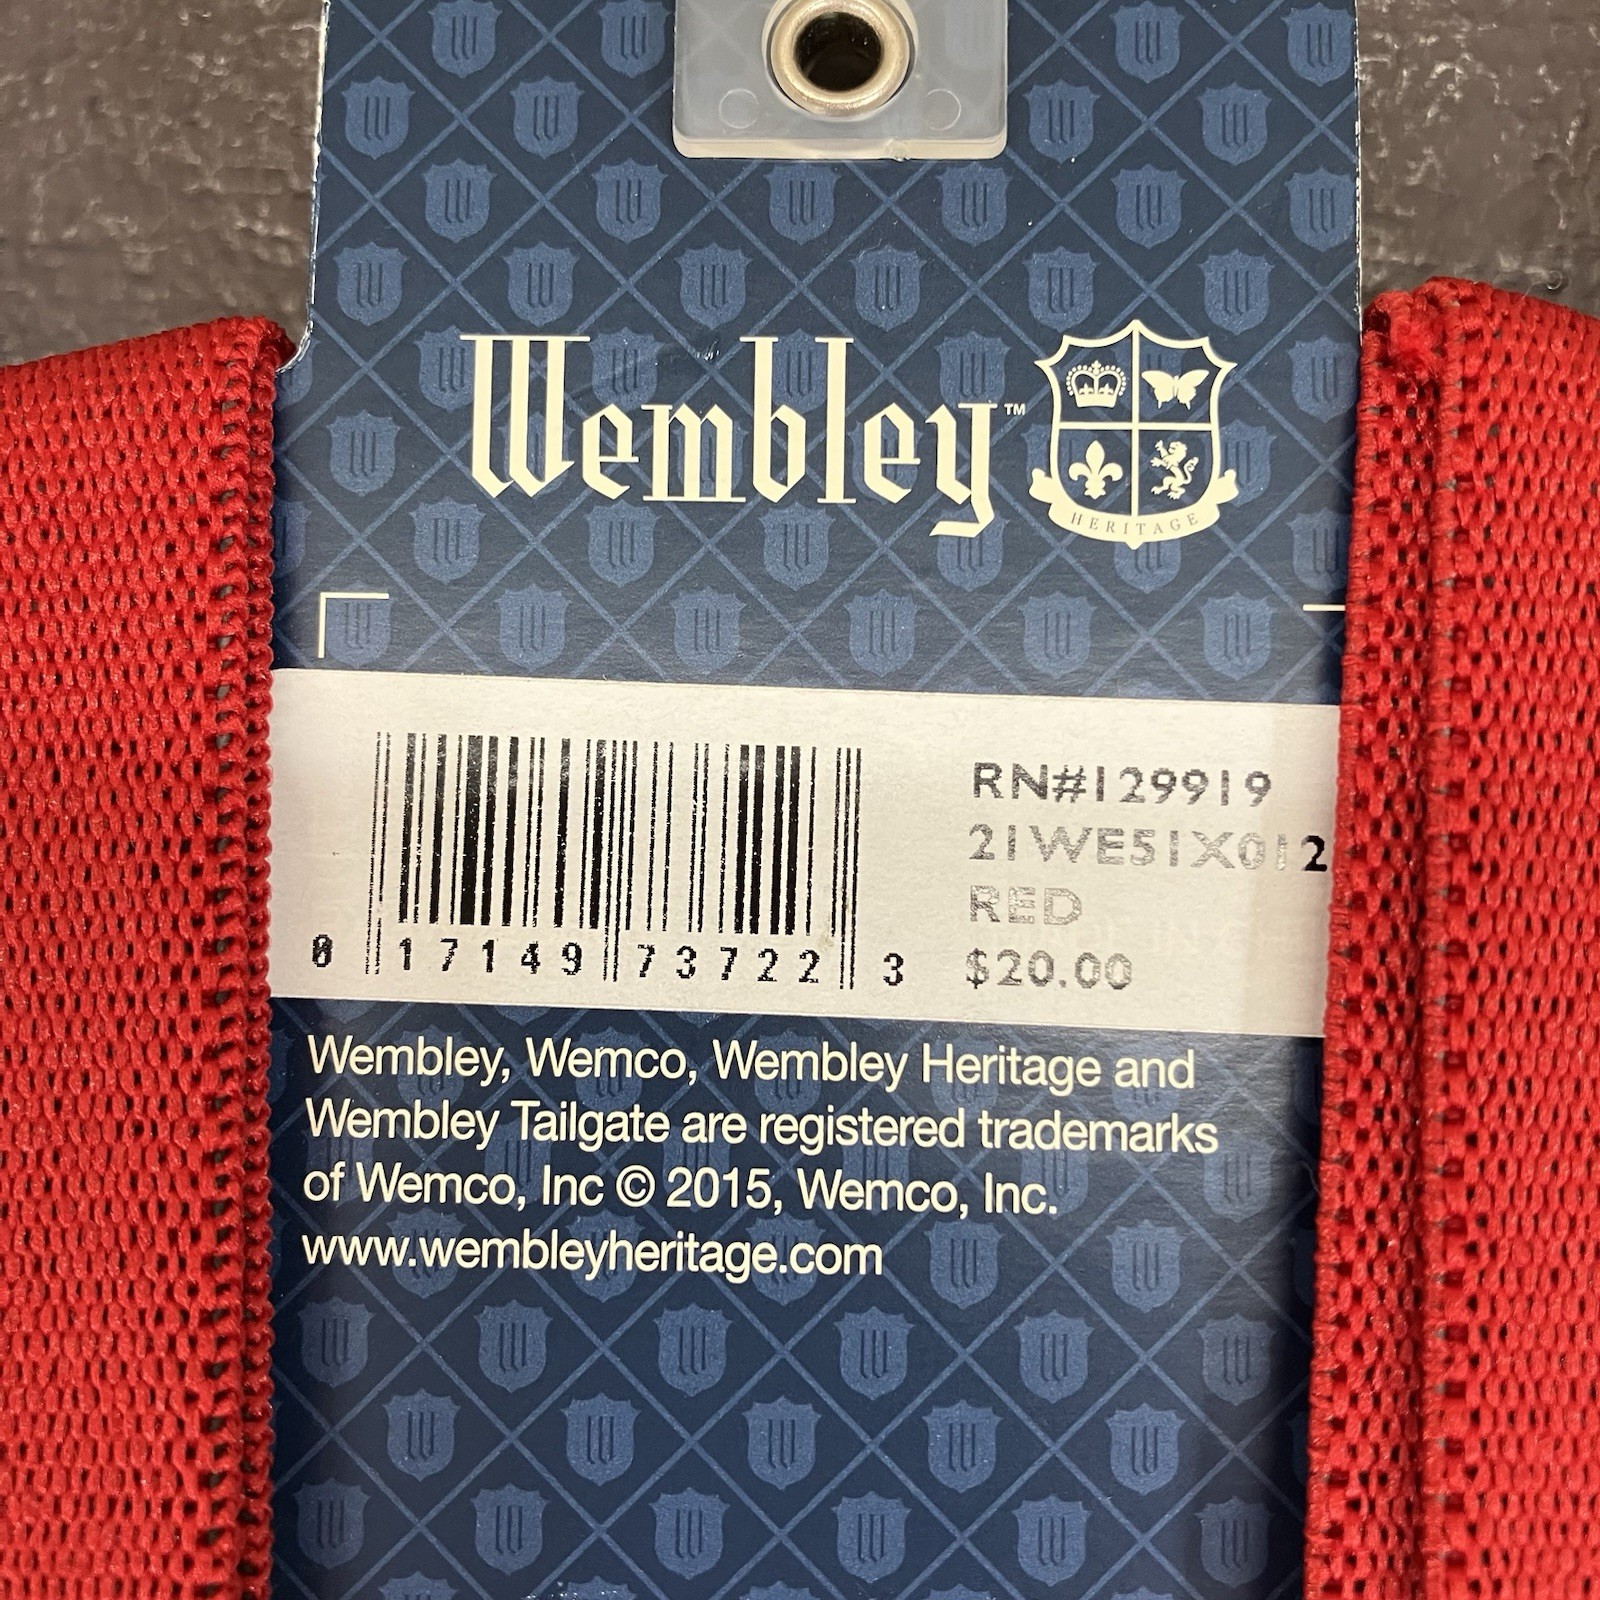 Wembley™
HERITAGE
RN#129919
21WE51X012
RED
$20.00
0 17149 73722 3
Wembley, Wemco, Wembley Heritage and
Wembley Tailgate are registered trademarks
of Wemco, Inc © 2015, Wemco, Inc.
www.wembleyheritage.com